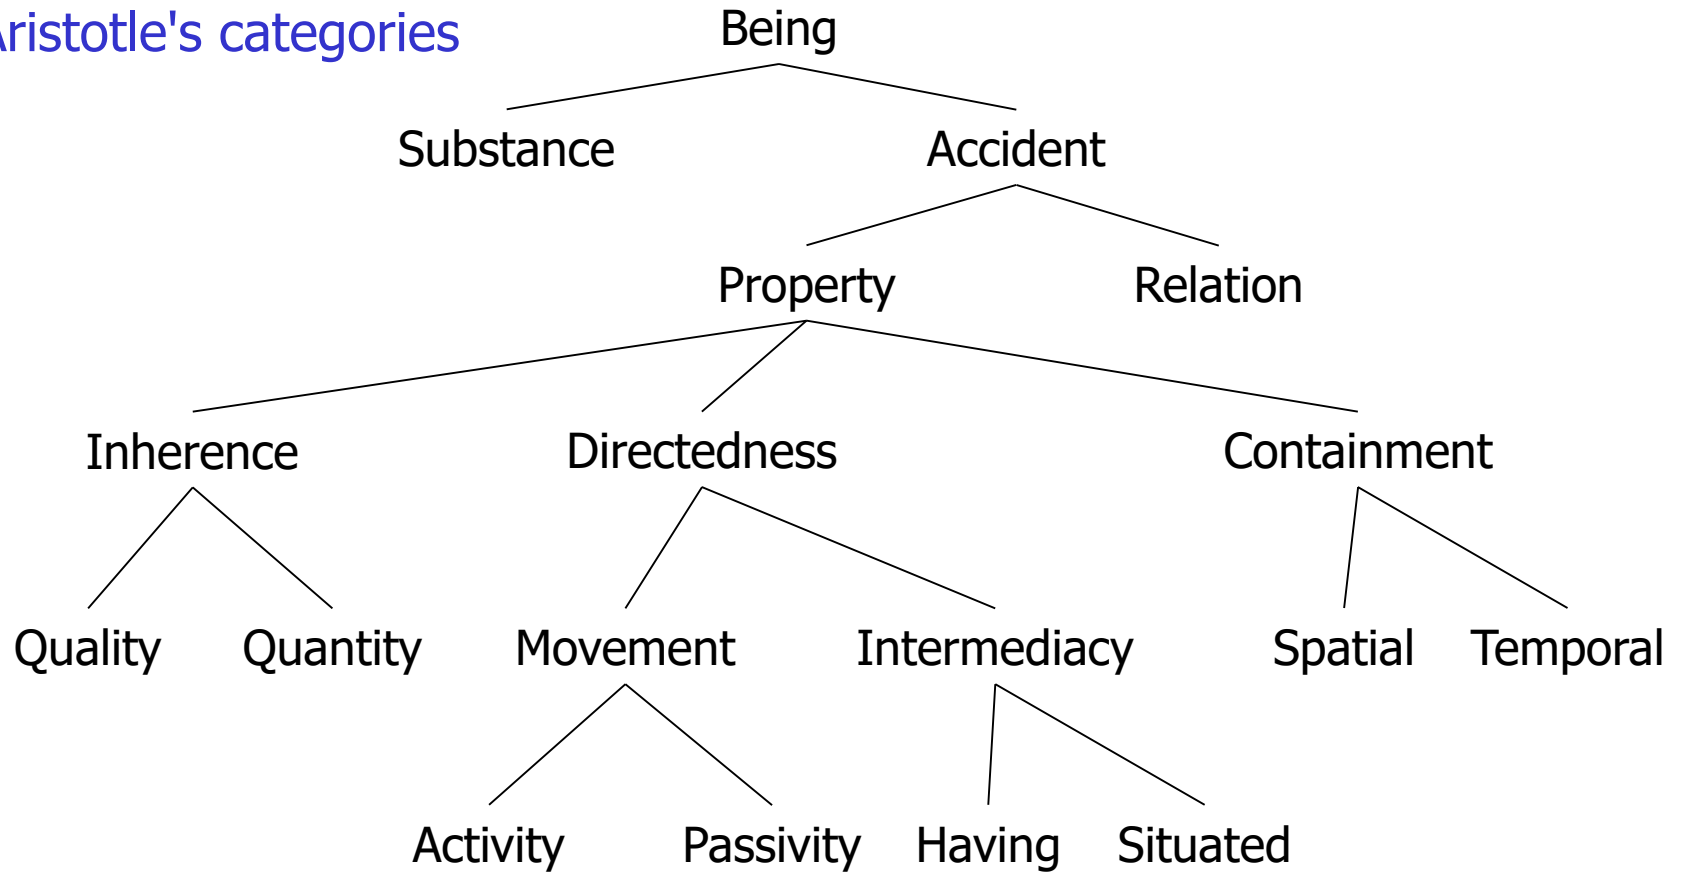 Aristotle's categories
Being
Substance Accident
Property Relation
Inherence Directedness Containment
Quality Quantity Movement Intermediacy Spatial Temporal
Activity Passivity Having Situated